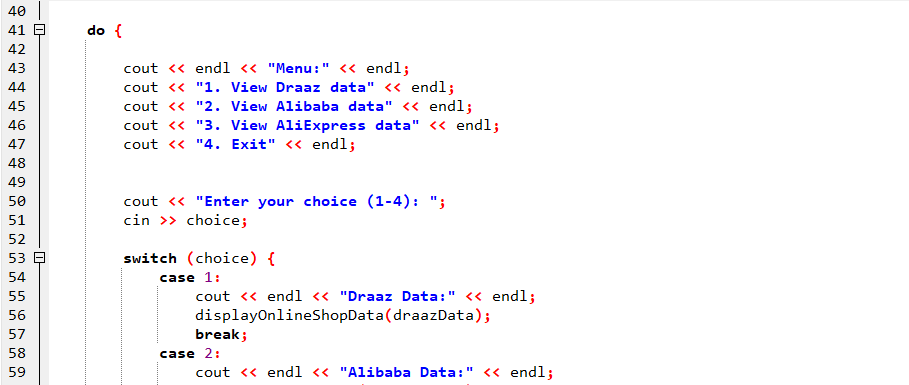 40
41 do {
42
43 cout << endl << "Menu:" << endl;
44 cout << "1. View Draaz data" << endl;
45 cout << "2. View Alibaba data" << endl;
46 cout << "3. View AliExpress data" << endl;
47 cout << "4. Exit" << endl;
48
49
50 cout << "Enter your choice (1-4): ";
51 cin >> choice;
52
53 switch (choice) {
54 case 1:
55 cout << endl << "Draaz Data:" << endl;
56 displayOnlineShopData(draazData);
57 break;
58 case 2:
59 cout << endl << "Alibaba Data:" << endl;